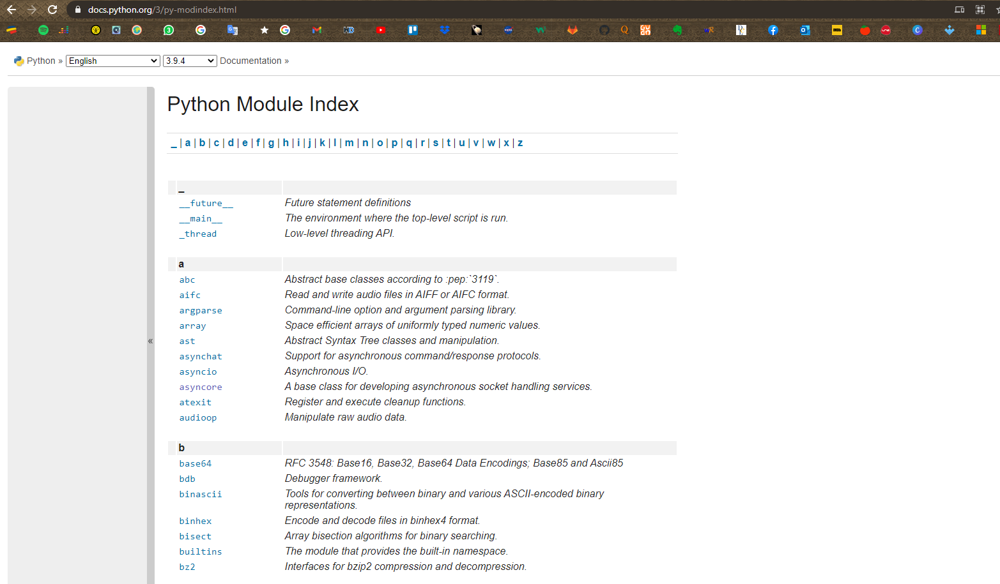 docs.python.org/3/py-modindex.html
Python » English 3.9.4 Documentation »
Python Module Index
_ | a | b | c | d | e | f | g | h | i | j | k | l | m | n | o | p | q | r | s | t | u | v | w | x | z
_
__future__ Future statement definitions
__main__ The environment where the top-level script is run.
_thread Low-level threading API.
a
abc Abstract base classes according to :pep:`3119`.
aifc Read and write audio files in AIFF or AIFC format.
argparse Command-line option and argument parsing library.
array Space efficient arrays of uniformly typed numeric values.
ast Abstract Syntax Tree classes and manipulation.
asynchat Support for asynchronous command/response protocols.
asyncio Asynchronous I/O.
« asyncore A base class for developing asynchronous socket handling services.
atexit Register and execute cleanup functions.
audioop Manipulate raw audio data.
b
base64 RFC 3548: Base16, Base32, Base64 Data Encodings; Base85 and Ascii85
bdb Debugger framework.
binascii Tools for converting between binary and various ASCII-encoded binary
representations.
binhex Encode and decode files in binhex4 format.
bisect Array bisection algorithms for binary searching.
builtins The module that provides the built-in namespace.
bz2 Interfaces for bzip2 compression and decompression.